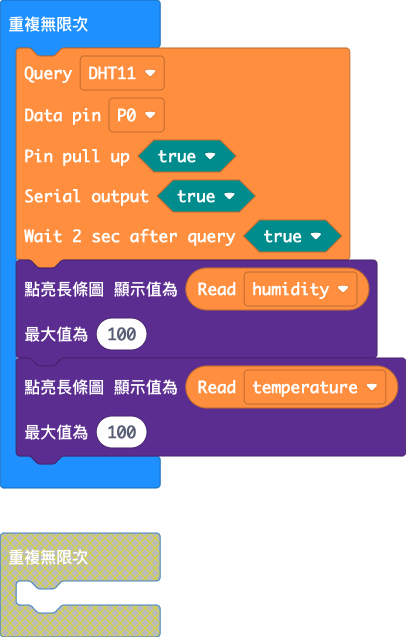 重複無限次
Query DHT11
Data pin P0
Pin pull up true
Serial output true
Wait 2 sec after query true
點亮長條圖 顯示值為 Read humidity
最大值為 100
點亮長條圖 顯示值為 Read temperature
最大值為 100
重複無限次